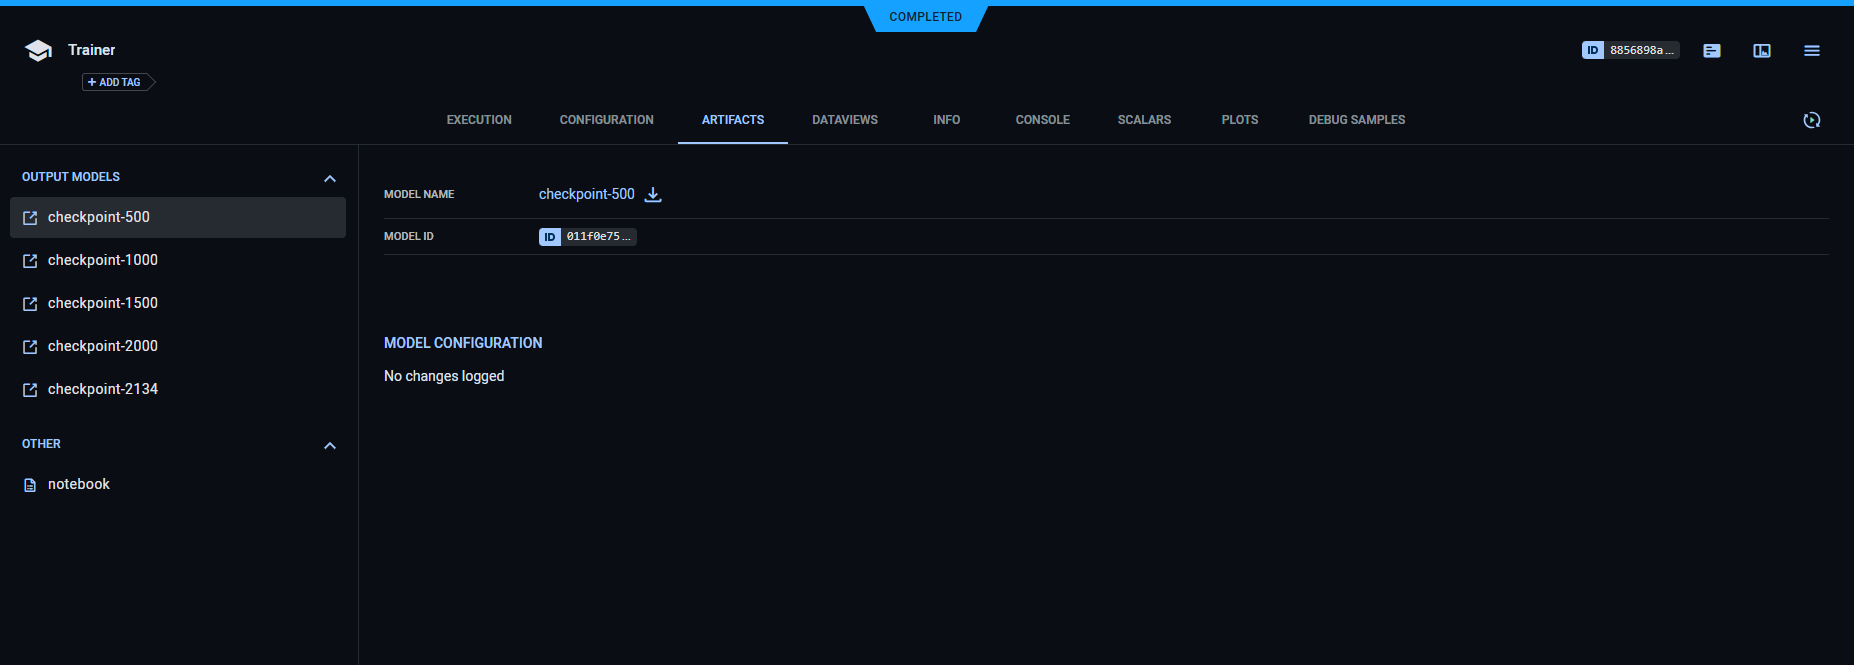 COMPLETED
Trainer
ID 8856898a ...
+ ADD TAG
EXECUTION CONFIGURATION ARTIFACTS DATAVIEWS INFO CONSOLE SCALARS PLOTS DEBUG SAMPLES
OUTPUT MODELS
checkpoint-500
checkpoint-1000
checkpoint-1500
checkpoint-2000
checkpoint-2134
OTHER
notebook
MODEL NAME checkpoint-500
MODEL ID ID 011f0e75 ...
MODEL CONFIGURATION
No changes logged